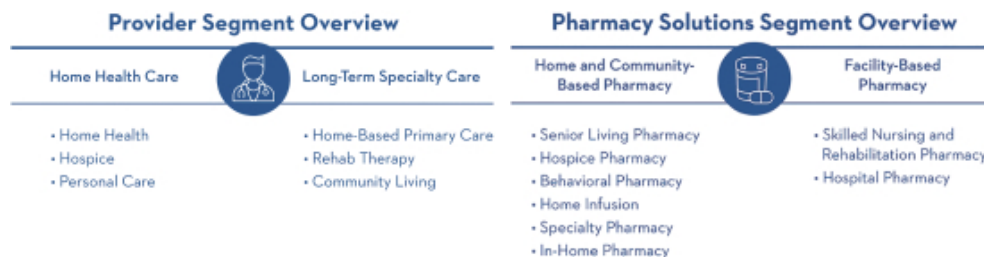 Provider Segment Overview
Home Health Care
Long-Term Specialty Care
• Home Health
• Hospice
• Personal Care
• Home-Based Primary Care
• Rehab Therapy
• Community Living
Pharmacy Solutions Segment Overview
Home and Community-
Based Pharmacy
Facility-Based
Pharmacy
• Senior Living Pharmacy
• Hospice Pharmacy
• Behavioral Pharmacy
• Home Infusion
• Specialty Pharmacy
• In-Home Pharmacy
• Skilled Nursing and
Rehabilitation Pharmacy
• Hospital Pharmacy